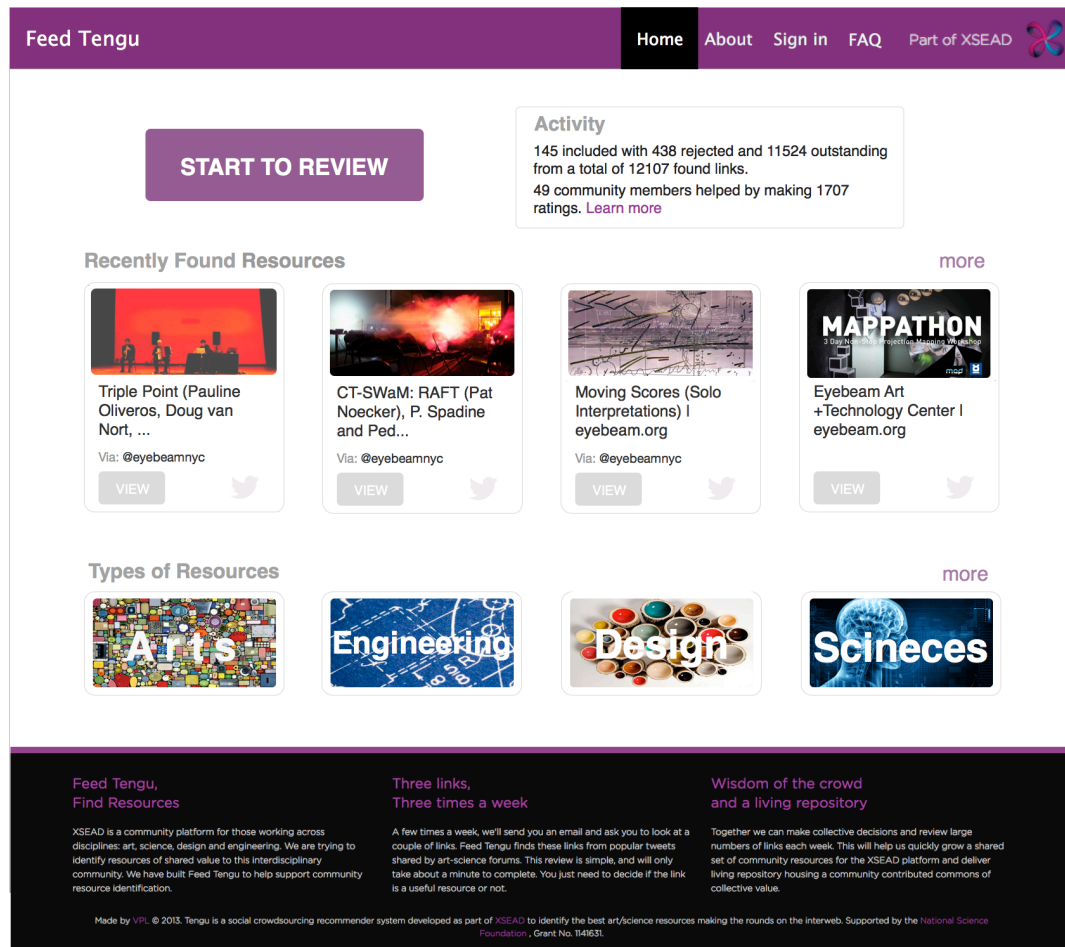 Feed Tengu
Home About Sign in FAQ Part of XSEAD
START TO REVIEW
Activity
145 included with 438 rejected and 11524 outstanding
from a total of 12107 found links.
49 community members helped by making 1707
ratings. Learn more
Recently Found Resources
more
Triple Point (Pauline
Oliveros, Doug van
Nort, ...
Via: @eyebeamnyc
VIEW
CT-SWaM: RAFT (Pat
Noecker), P. Spadine
and Ped...
Via: @eyebeamnyc
VIEW
Moving Scores (Solo
Interpretations) |
eyebeam.org
Via: @eyebeamnyc
VIEW
MAPPATHON
3 Day Non-Stop Projection Mapping Workshop
mad
Eyebeam Art
+Technology Center |
eyebeam.org
VIEW
Types of Resources
more
Arts
Engineering
Design
Scineces
Feed Tengu,
Find Resources
XSEAD is a community platform for those working across
disciplines: art, science, design and engineering. We are trying to
identify resources of shared value to this interdisciplinary
community. We have built Feed Tengu to help support community
resource identification.
Three links,
Three times a week
A few times a week, we'll send you an email and ask you to look at a
couple of links. Feed Tengu finds these links from popular tweets
shared by art-science forums. This review is simple, and will only
take about a minute to complete. You just need to decide if the link
is a useful resource or not.
Wisdom of the crowd
and a living repository
Together we can make collective decisions and review large
numbers of links each week. This will help us quickly grow a shared
set of community resources for the XSEAD platform and deliver
living repository housing a community contributed commons of
collective value.
Made by VPL © 2013. Tengu is a social crowdsourcing recommender system developed as part of XSEAD to identify the best art/science resources making the rounds on the interweb. Supported by the National Science
Foundation , Grant No. 1141631.